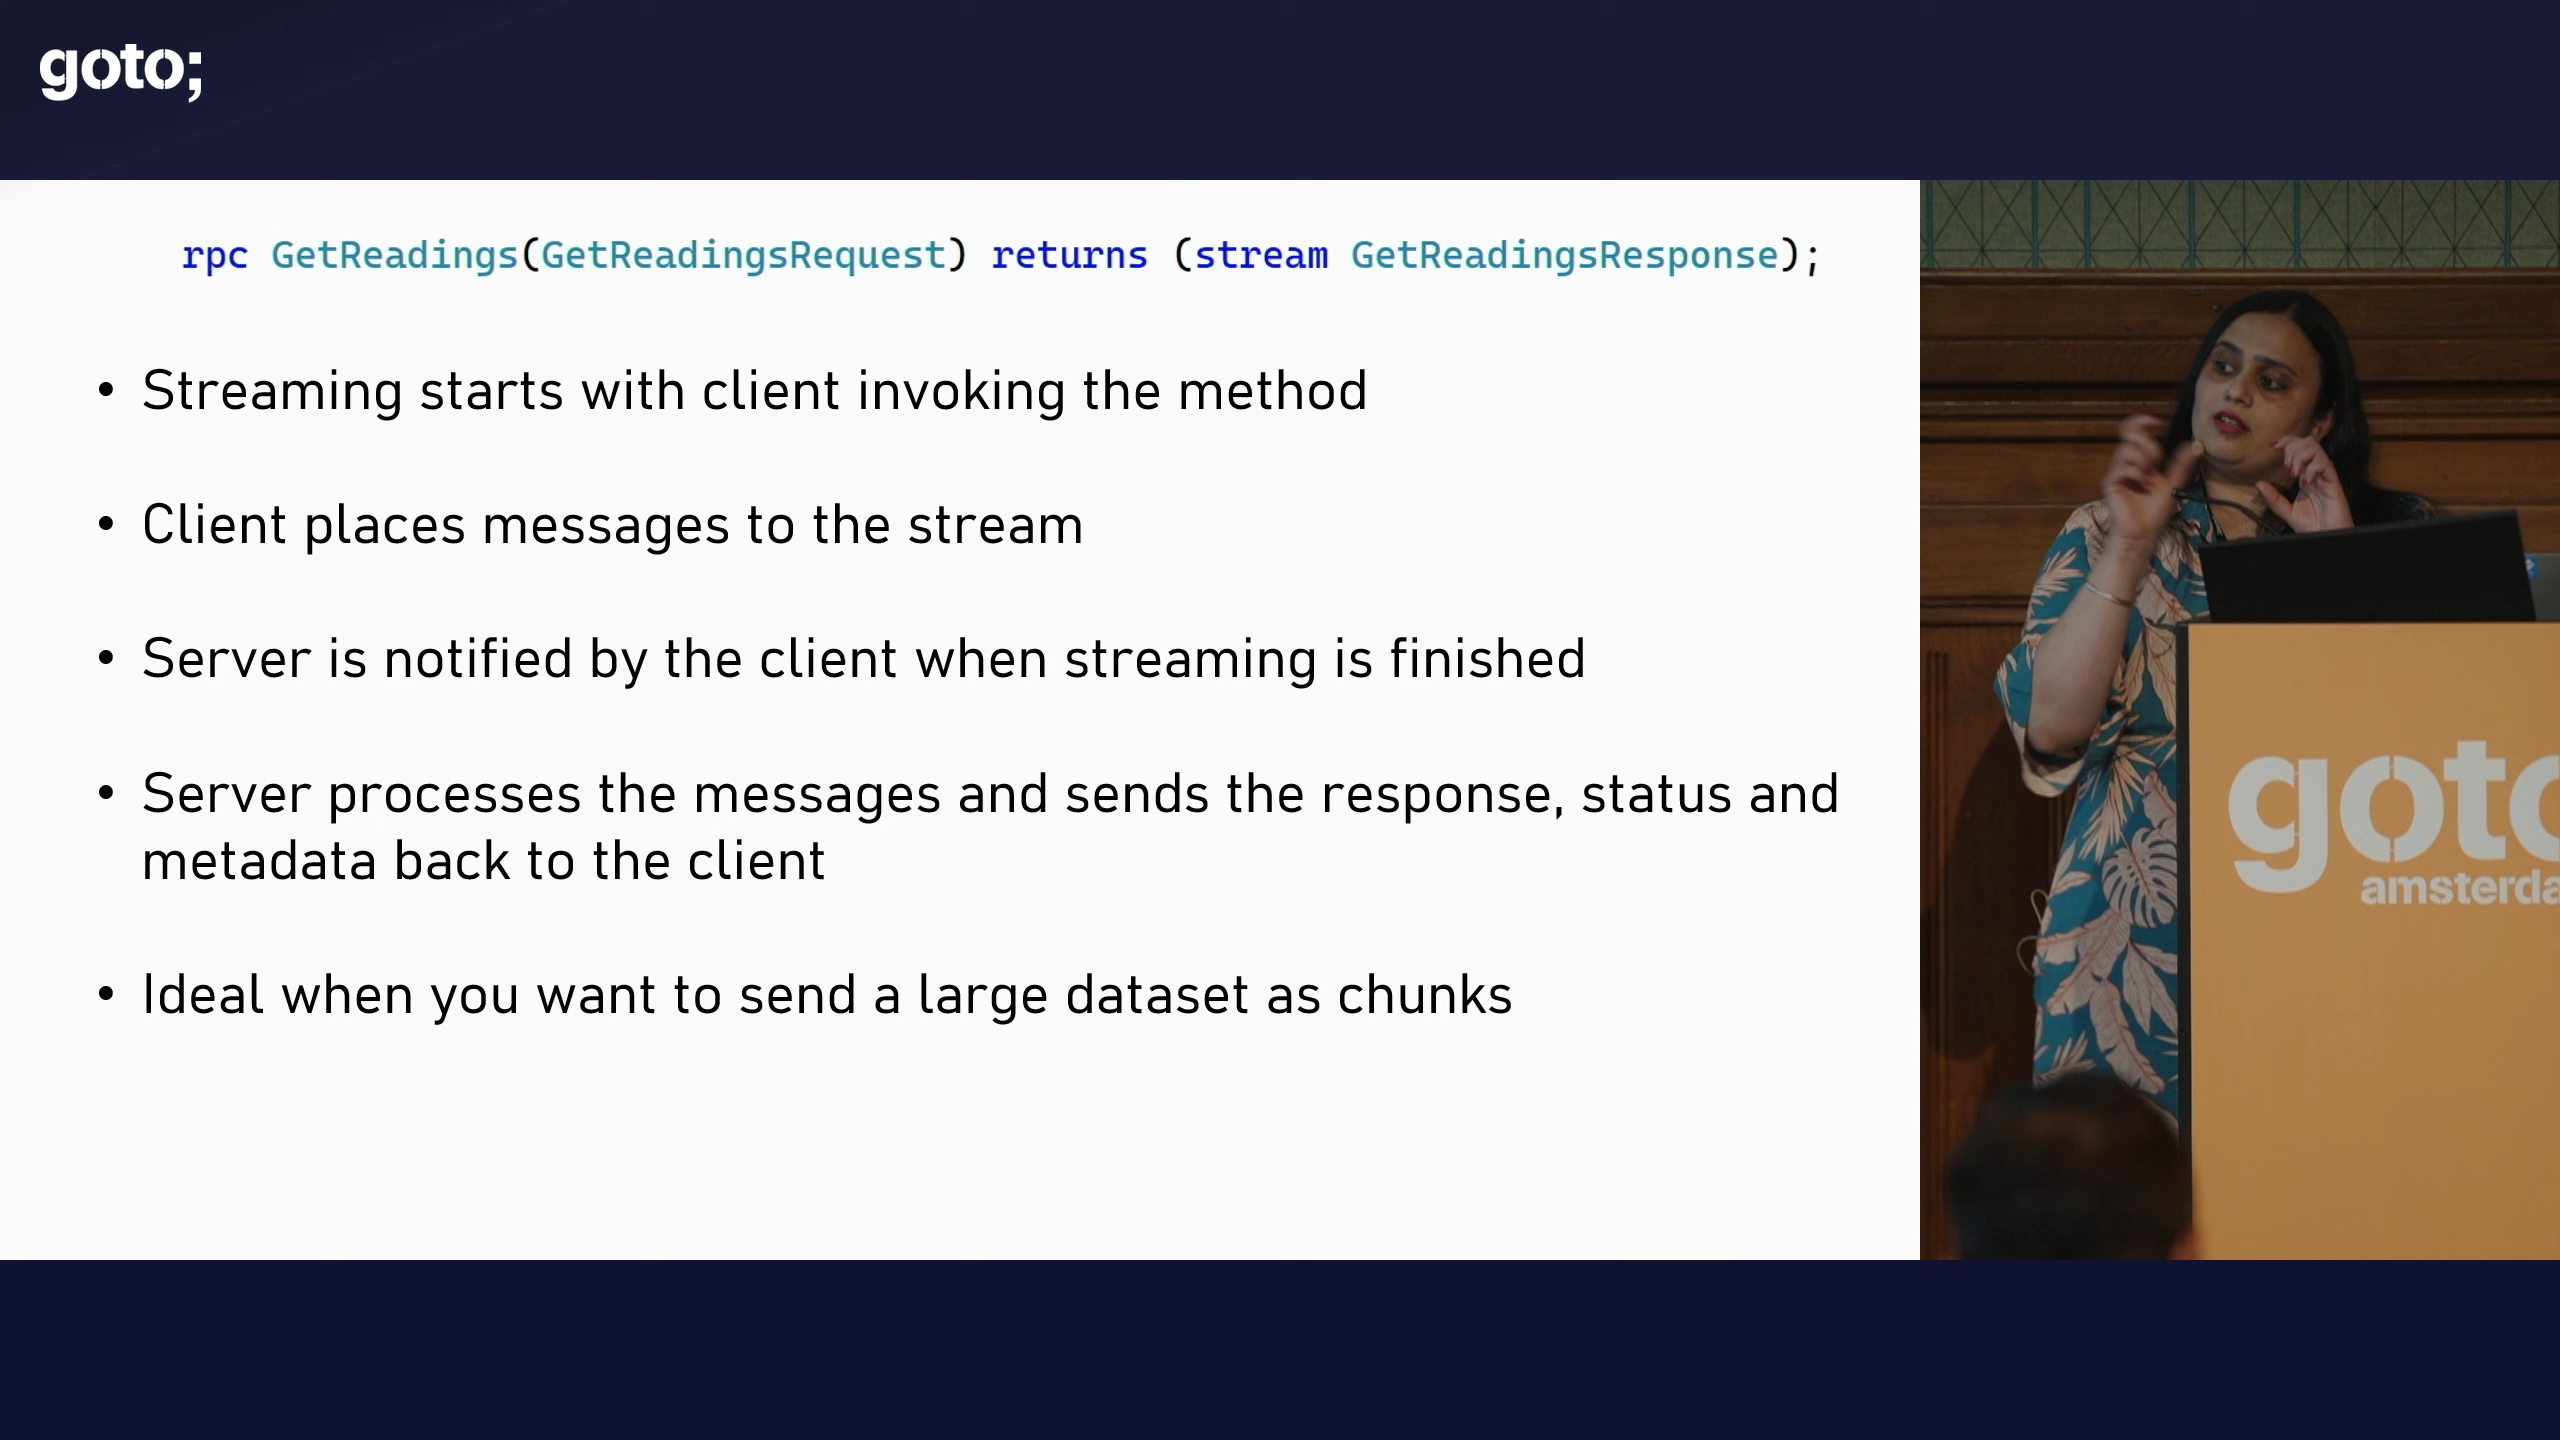 goto;
rpc GetReadings(GetReadingsRequest) returns (stream GetReadingsResponse);
• Streaming starts with client invoking the method
• Client places messages to the stream
• Server is notified by the client when streaming is finished
• Server processes the messages and sends the response, status and
metadata back to the client
• Ideal when you want to send a large dataset as chunks
goto
amsterda